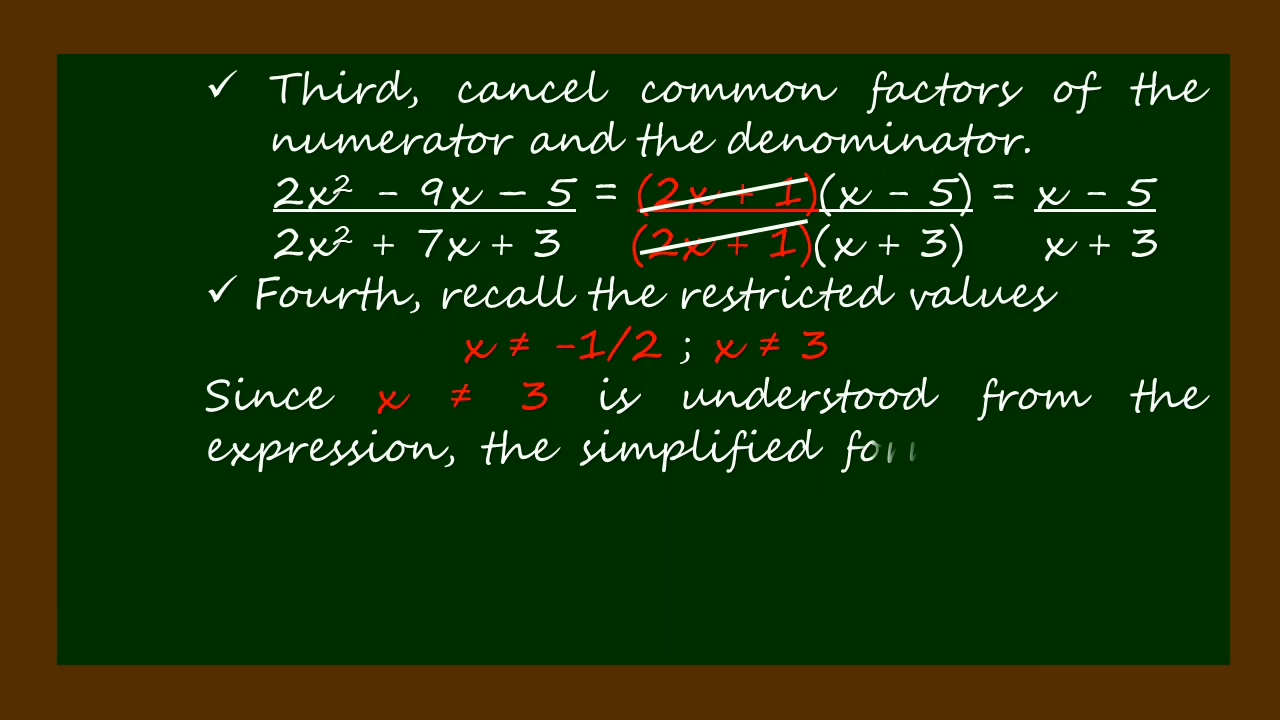 ✓ Third, cancel common factors of the
numerator and the denominator.
2x² - 9x – 5 = (2x + 1)(x - 5) = x - 5
2x² + 7x + 3 (2x + 1)(x + 3) x + 3
✓ Fourth, recall the restricted values
x ≠ -1/2 ; x ≠ 3
Since x ≠ 3 is understood from the
expression, the simplified